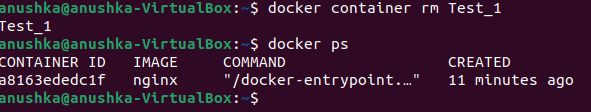 anushka@anushka-VirtualBox:~$ docker container rm Test_1
Test_1
anushka@anushka-VirtualBox:~$ docker ps
CONTAINER ID   IMAGE     COMMAND                  CREATED
a8163ededc1f   nginx     "/docker-entrypoint.…"   11 minutes ago
anushka@anushka-VirtualBox:~$